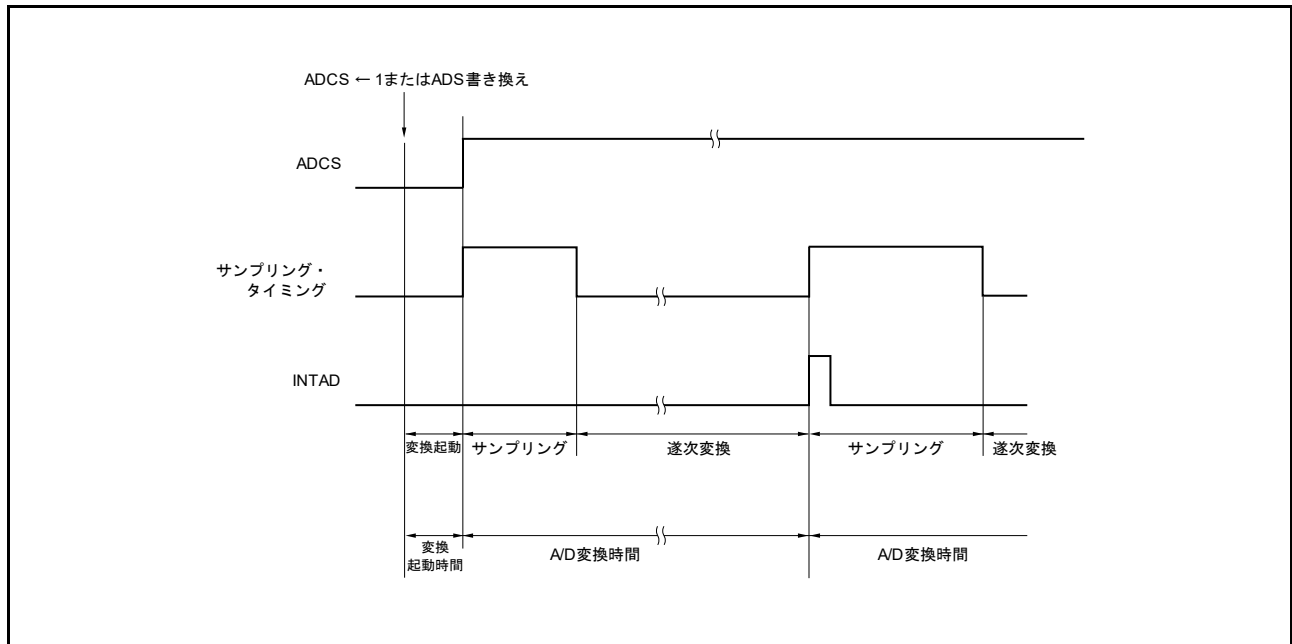 ADCS ← 1またはADS書き換え
ADCS
サンプリング・
タイミング
INTAD
変換起動
サンプリング
逐次変換
サンプリング
逐次変換
変換
起動時間
A/D変換時間
A/D変換時間